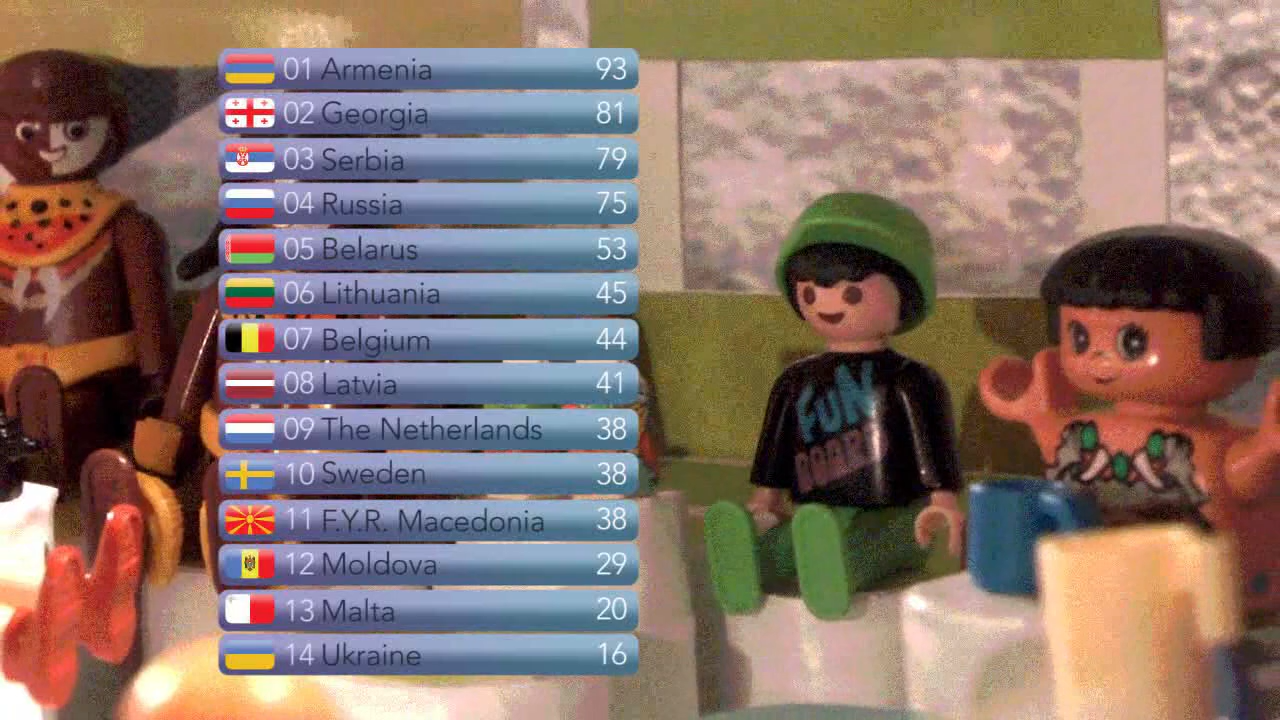 01 Armenia 93
02 Georgia 81
03 Serbia 79
04 Russia 75
05 Belarus 53
06 Lithuania 45
07 Belgium 44
08 Latvia 41
09 The Netherlands 38
10 Sweden 38
11 F.Y.R. Macedonia 38
12 Moldova 29
13 Malta 20
14 Ukraine 16
FUN